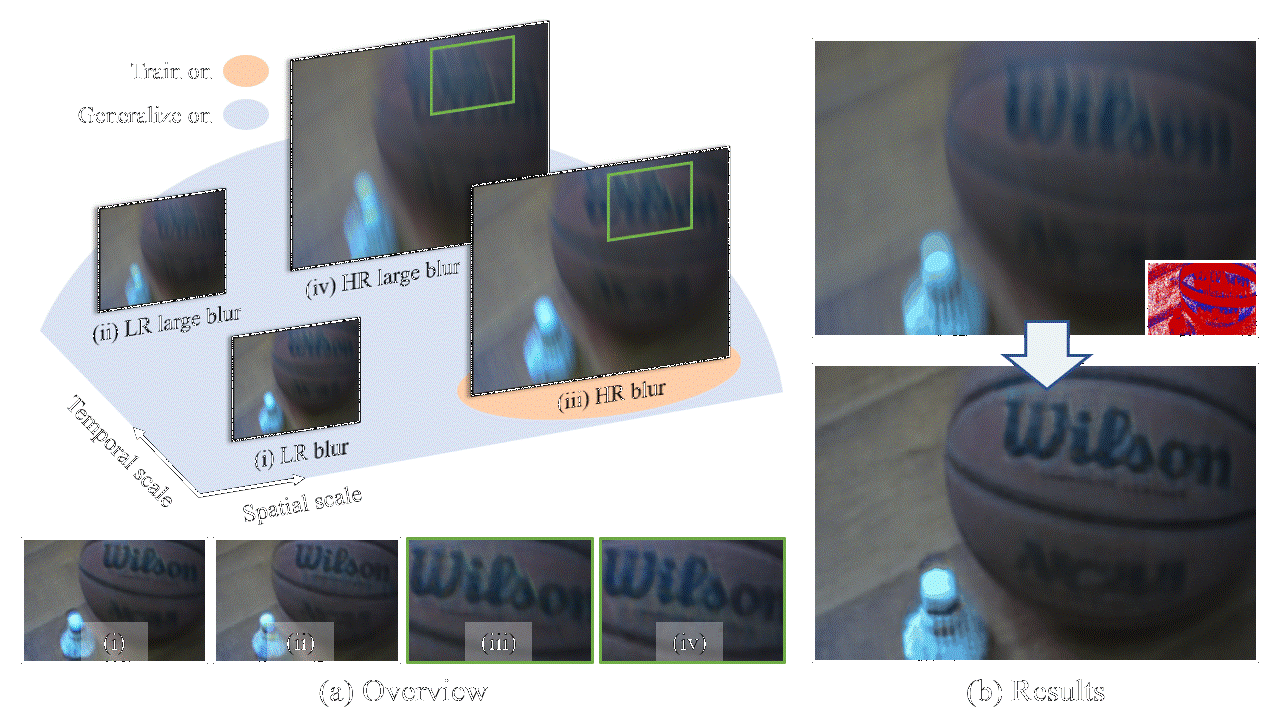 Train on
Generalize on
(iv) HR large blur
(ii) LR large blur
(iii) HR blur
(i) LR blur
Temporal scale
Spatial scale
Wilson
Wilson
Wilson
Wilson
(i)
(ii)
(iii)
(iv)
(a) Overview
Wilson
Wilson
(b) Results